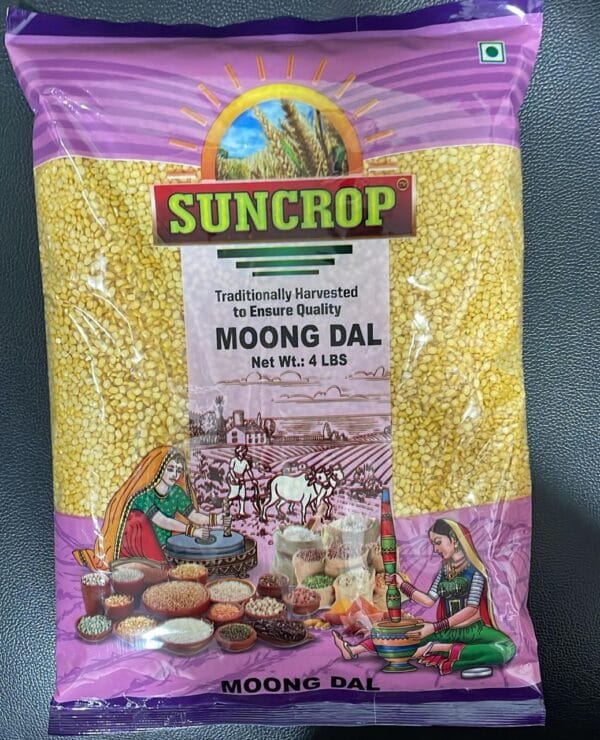 SUNCROP
Traditionally Harvested
to Ensure Quality
MOONG DAL
Net Wt.: 4 LBS
MOONG DAL